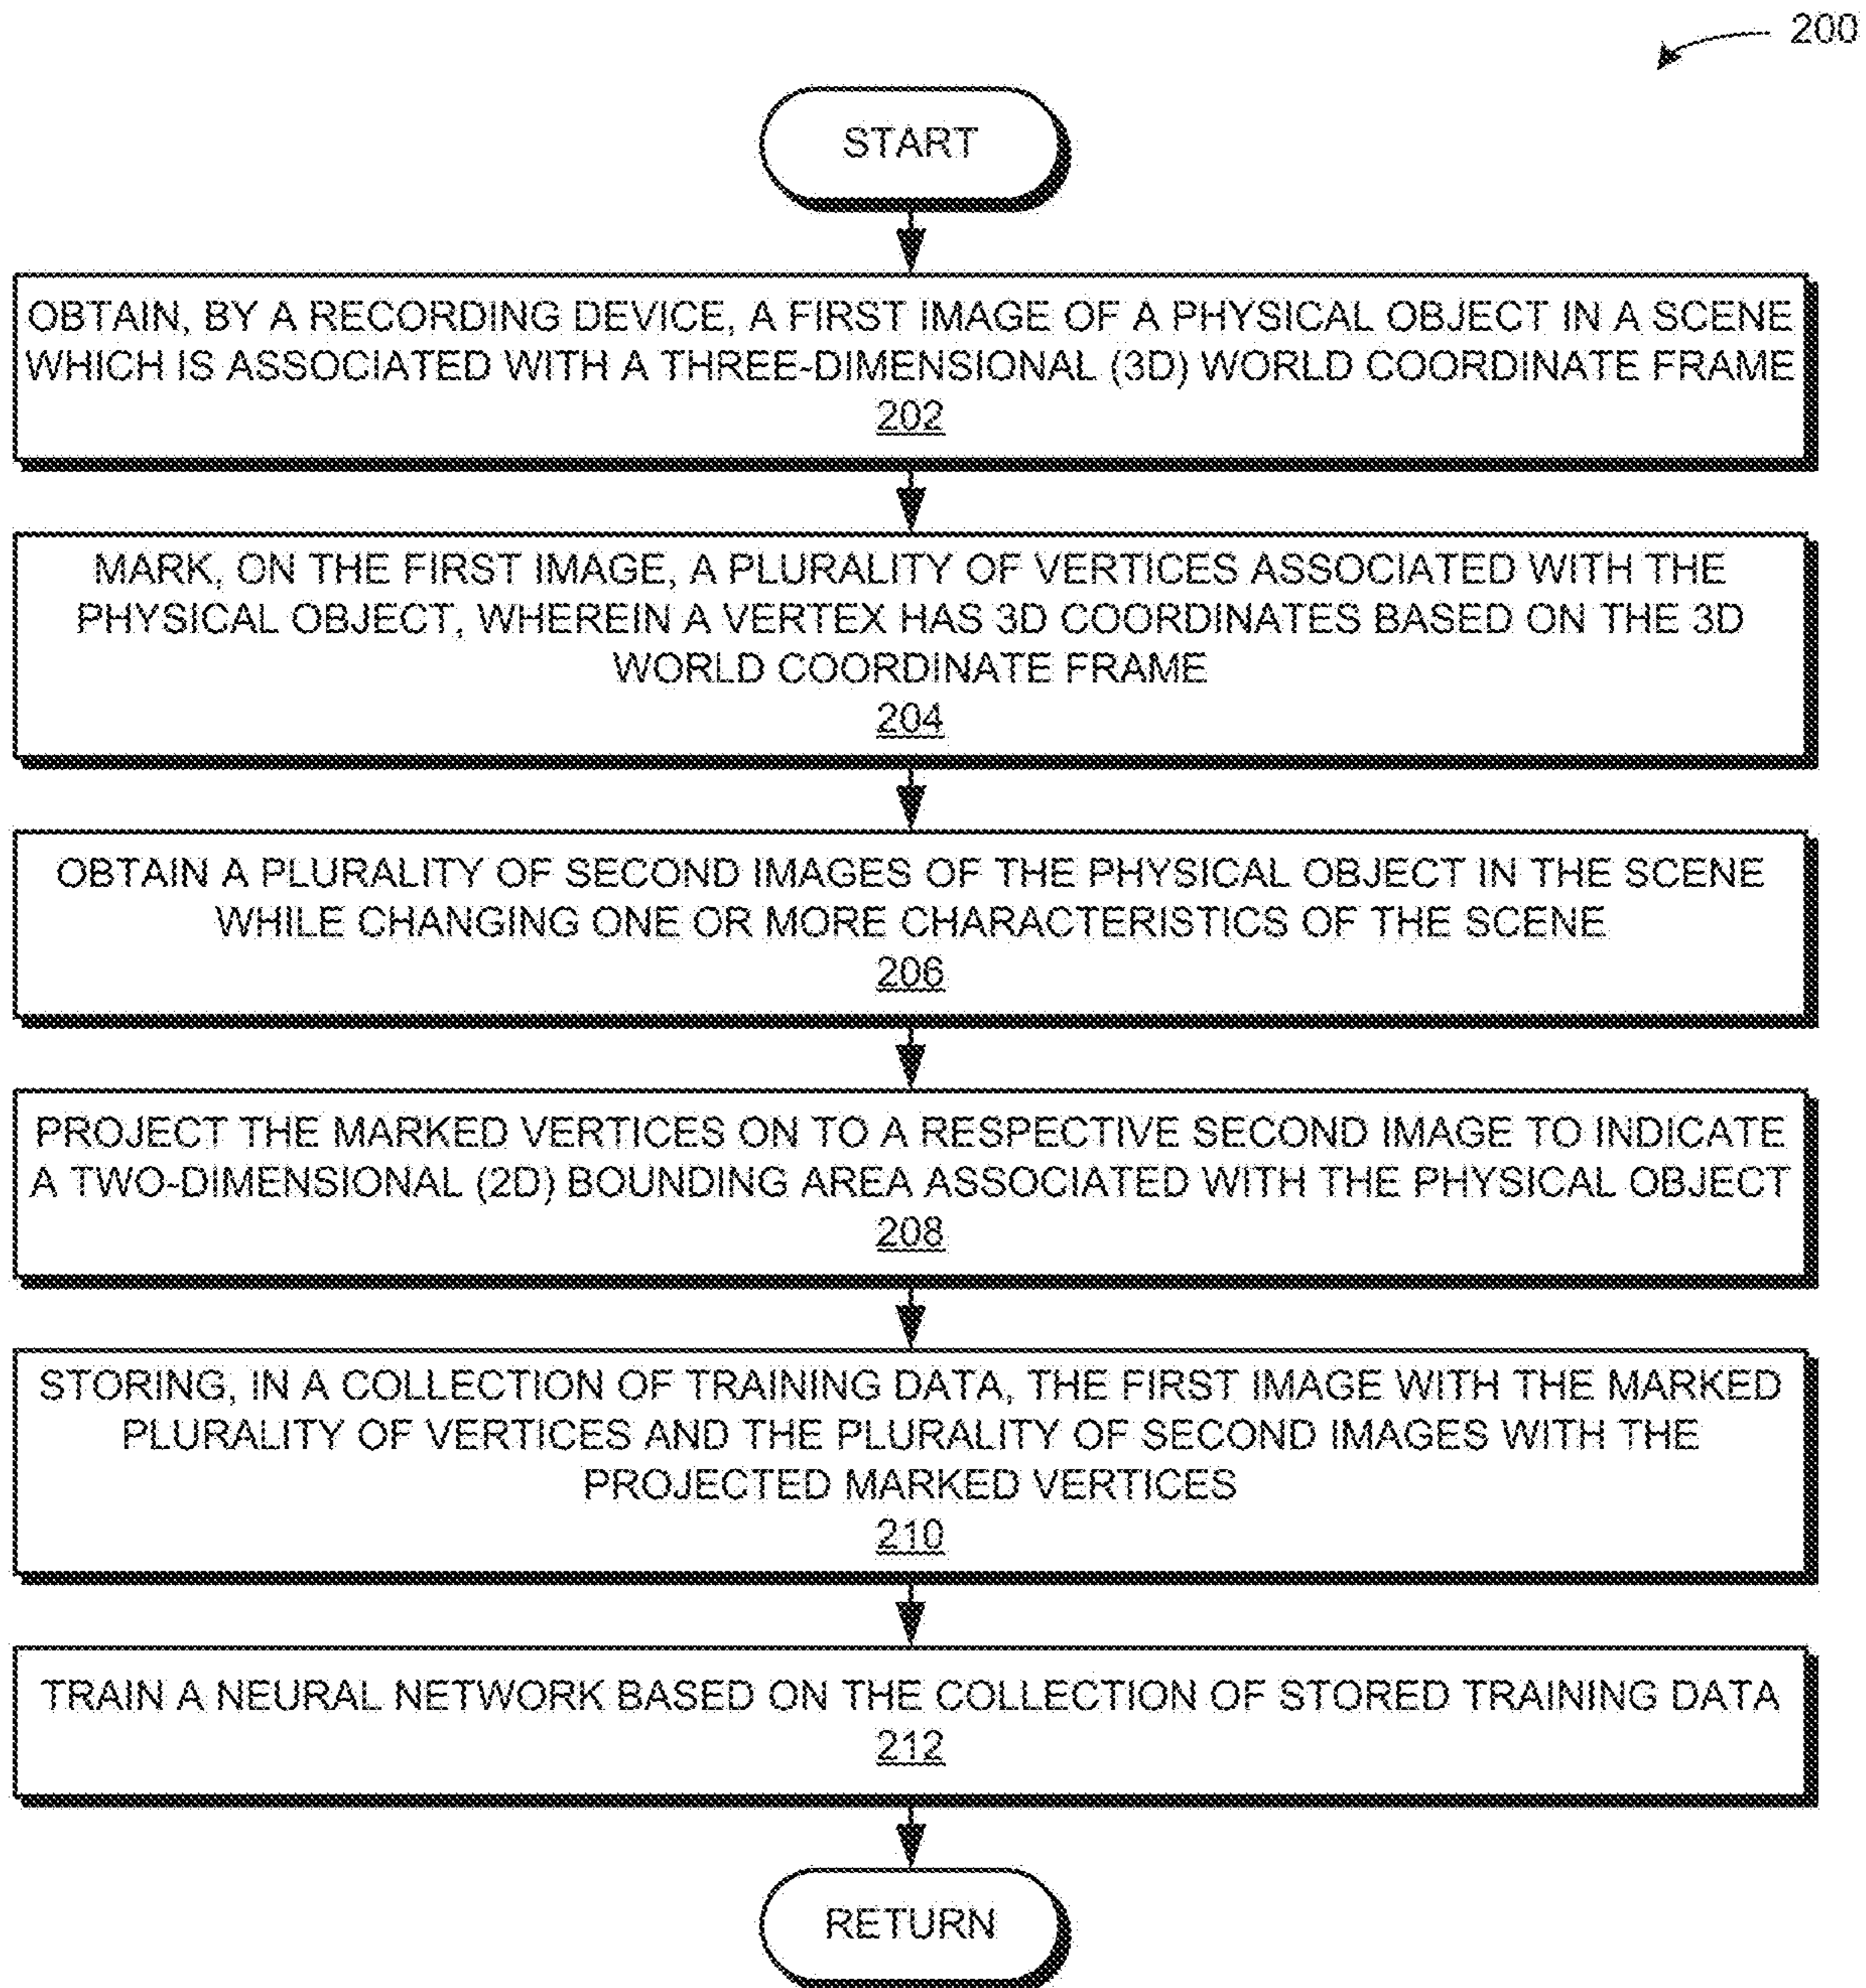 200
START
OBTAIN, BY A RECORDING DEVICE, A FIRST IMAGE OF A PHYSICAL OBJECT IN A SCENE
WHICH IS ASSOCIATED WITH A THREE-DIMENSIONAL (3D) WORLD COORDINATE FRAME
202
MARK, ON THE FIRST IMAGE, A PLURALITY OF VERTICES ASSOCIATED WITH THE
PHYSICAL OBJECT, WHEREIN A VERTEX HAS 3D COORDINATES BASED ON THE 3D
WORLD COORDINATE FRAME
204
OBTAIN A PLURALITY OF SECOND IMAGES OF THE PHYSICAL OBJECT IN THE SCENE
WHILE CHANGING ONE OR MORE CHARACTERISTICS OF THE SCENE
206
PROJECT THE MARKED VERTICES ON TO A RESPECTIVE SECOND IMAGE TO INDICATE
A TWO-DIMENSIONAL (2D) BOUNDING AREA ASSOCIATED WITH THE PHYSICAL OBJECT
208
STORING, IN A COLLECTION OF TRAINING DATA, THE FIRST IMAGE WITH THE MARKED
PLURALITY OF VERTICES AND THE PLURALITY OF SECOND IMAGES WITH THE
PROJECTED MARKED VERTICES
210
TRAIN A NEURAL NETWORK BASED ON THE COLLECTION OF STORED TRAINING DATA
212
RETURN